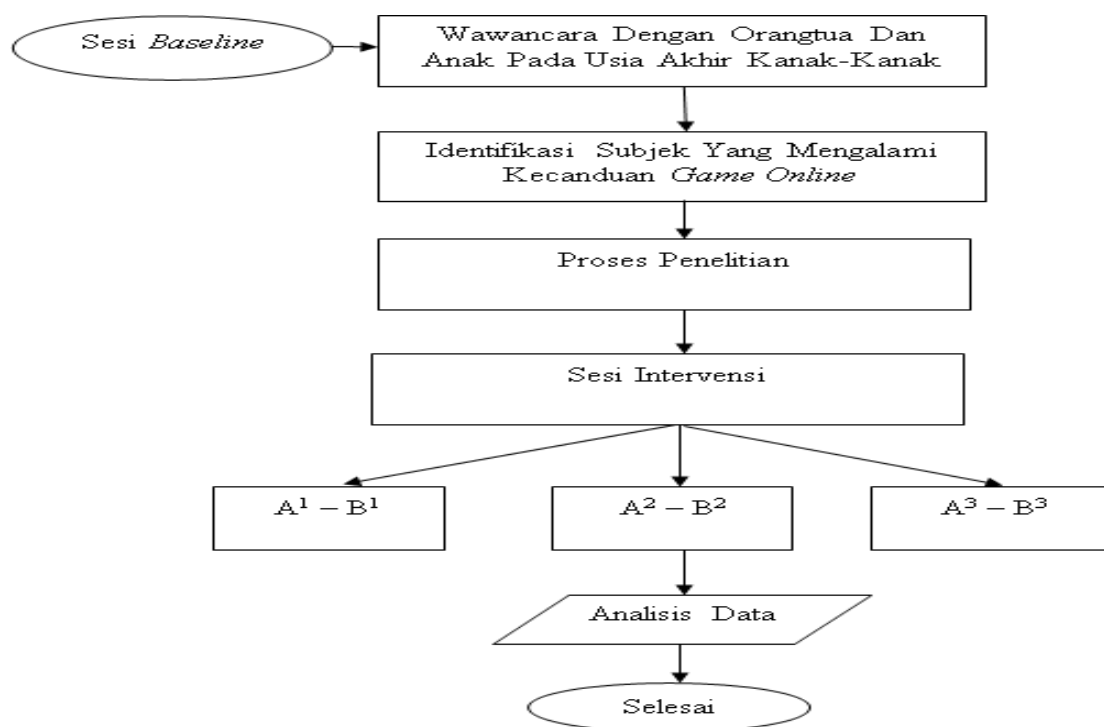 Sesi Baseline
Wawancara Dengan Orangtua Dan
Anak Pada Usia Akhir Kanak-Kanak
Identifikasi Subjek Yang Mengalami
Kecanduan Game Online
Proses Penelitian
Sesi Intervensi
A¹ – B¹
A² – B²
A³ – B³
Analisis Data
Selesai